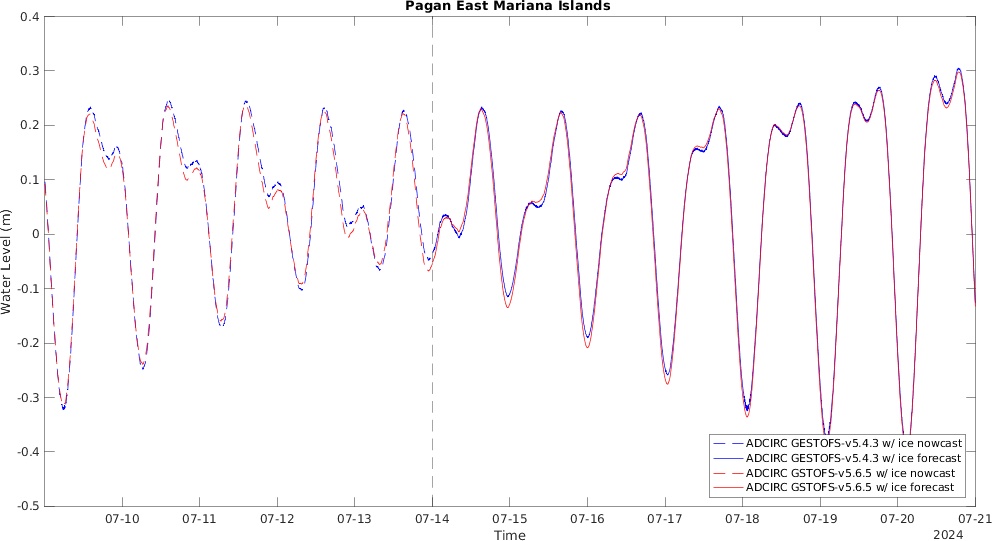 Pagan East Mariana Islands
0.4
0.3
0.2
0.1
0
-0.1
-0.2
-0.3
-0.4
-0.5
Water Level (m)
ADCIRC GESTOFS-v5.4.3 w/ ice nowcast
ADCIRC GESTOFS-v5.4.3 w/ ice forecast
ADCIRC GSTOFS-v5.6.5 w/ ice nowcast
ADCIRC GSTOFS-v5.6.5 w/ ice forecast
07-10 07-11 07-12 07-13 07-14 07-15 07-16 07-17 07-18 07-19 07-20 07-21
Time
2024